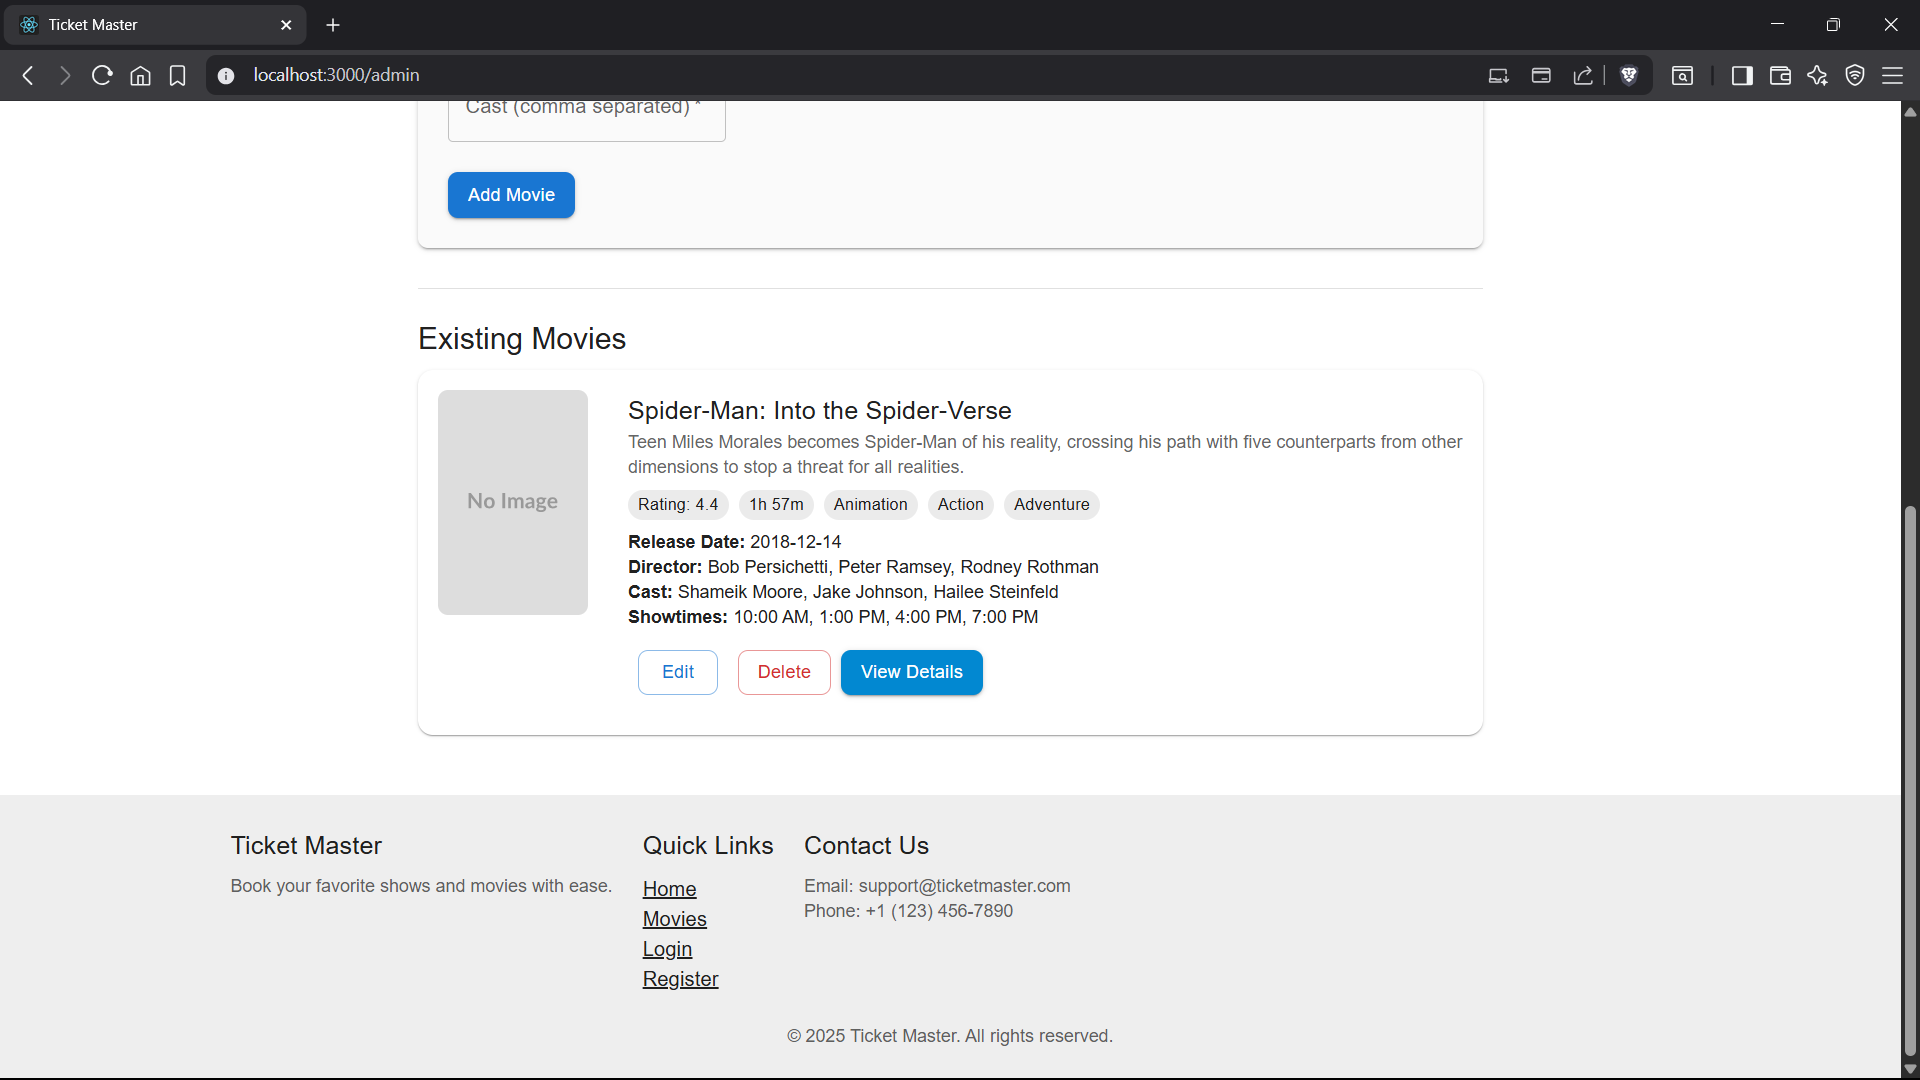 Ticket Master
localhost:3000/admin
Cast (comma separated) *
Add Movie
Existing Movies
No Image
Spider-Man: Into the Spider-Verse
Teen Miles Morales becomes Spider-Man of his reality, crossing his path with five counterparts from other
dimensions to stop a threat for all realities.
Rating: 4.4 1h 57m Animation Action Adventure
Release Date: 2018-12-14
Director: Bob Persichetti, Peter Ramsey, Rodney Rothman
Cast: Shameik Moore, Jake Johnson, Hailee Steinfeld
Showtimes: 10:00 AM, 1:00 PM, 4:00 PM, 7:00 PM
Edit Delete View Details
Ticket Master
Book your favorite shows and movies with ease.
Quick Links
Home
Movies
Login
Register
Contact Us
Email: support@ticketmaster.com
Phone: +1 (123) 456-7890
© 2025 Ticket Master. All rights reserved.